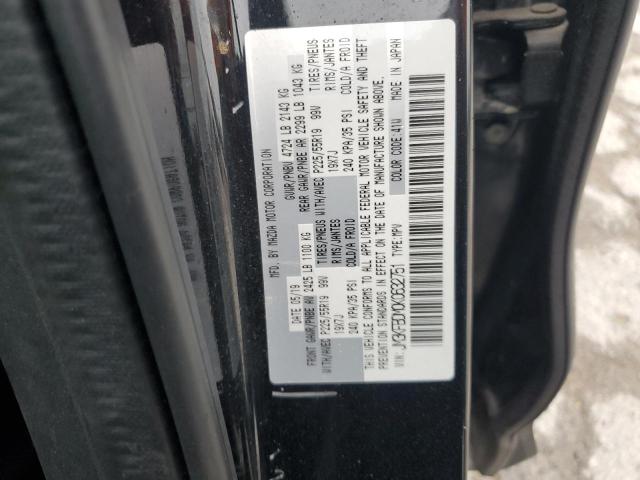 MFD. BY MAZDA MOTOR CORPORATION
DATE 05/19 GVWR/PNBV 4724 LB 2143 KG
FRONT GAWR/PNBE AV 2425 LB 1100 KG REAR GAWR/PNBE AR 2299 LB 1043 KG
WITH/AVEC P225/55R19 99V TIRES/PNEUS WITH/AVEC P225/55R19 99V TIRES/PNEUS
19X7J RIMS/JANTES 19X7J RIMS/JANTES
240 KPA/35 PSI COLD/A FROID 240 KPA/35 PSI COLD/A FROID
THIS VEHICLE CONFORMS TO ALL APPLICABLE FEDERAL MOTOR VEHICLE SAFETY AND THEFT
PREVENTION STANDARDS IN EFFECT ON THE DATE OF MANUFACTURE SHOWN ABOVE.
TYPE:MPV COLOR CODE:41W MADE IN JAPAN